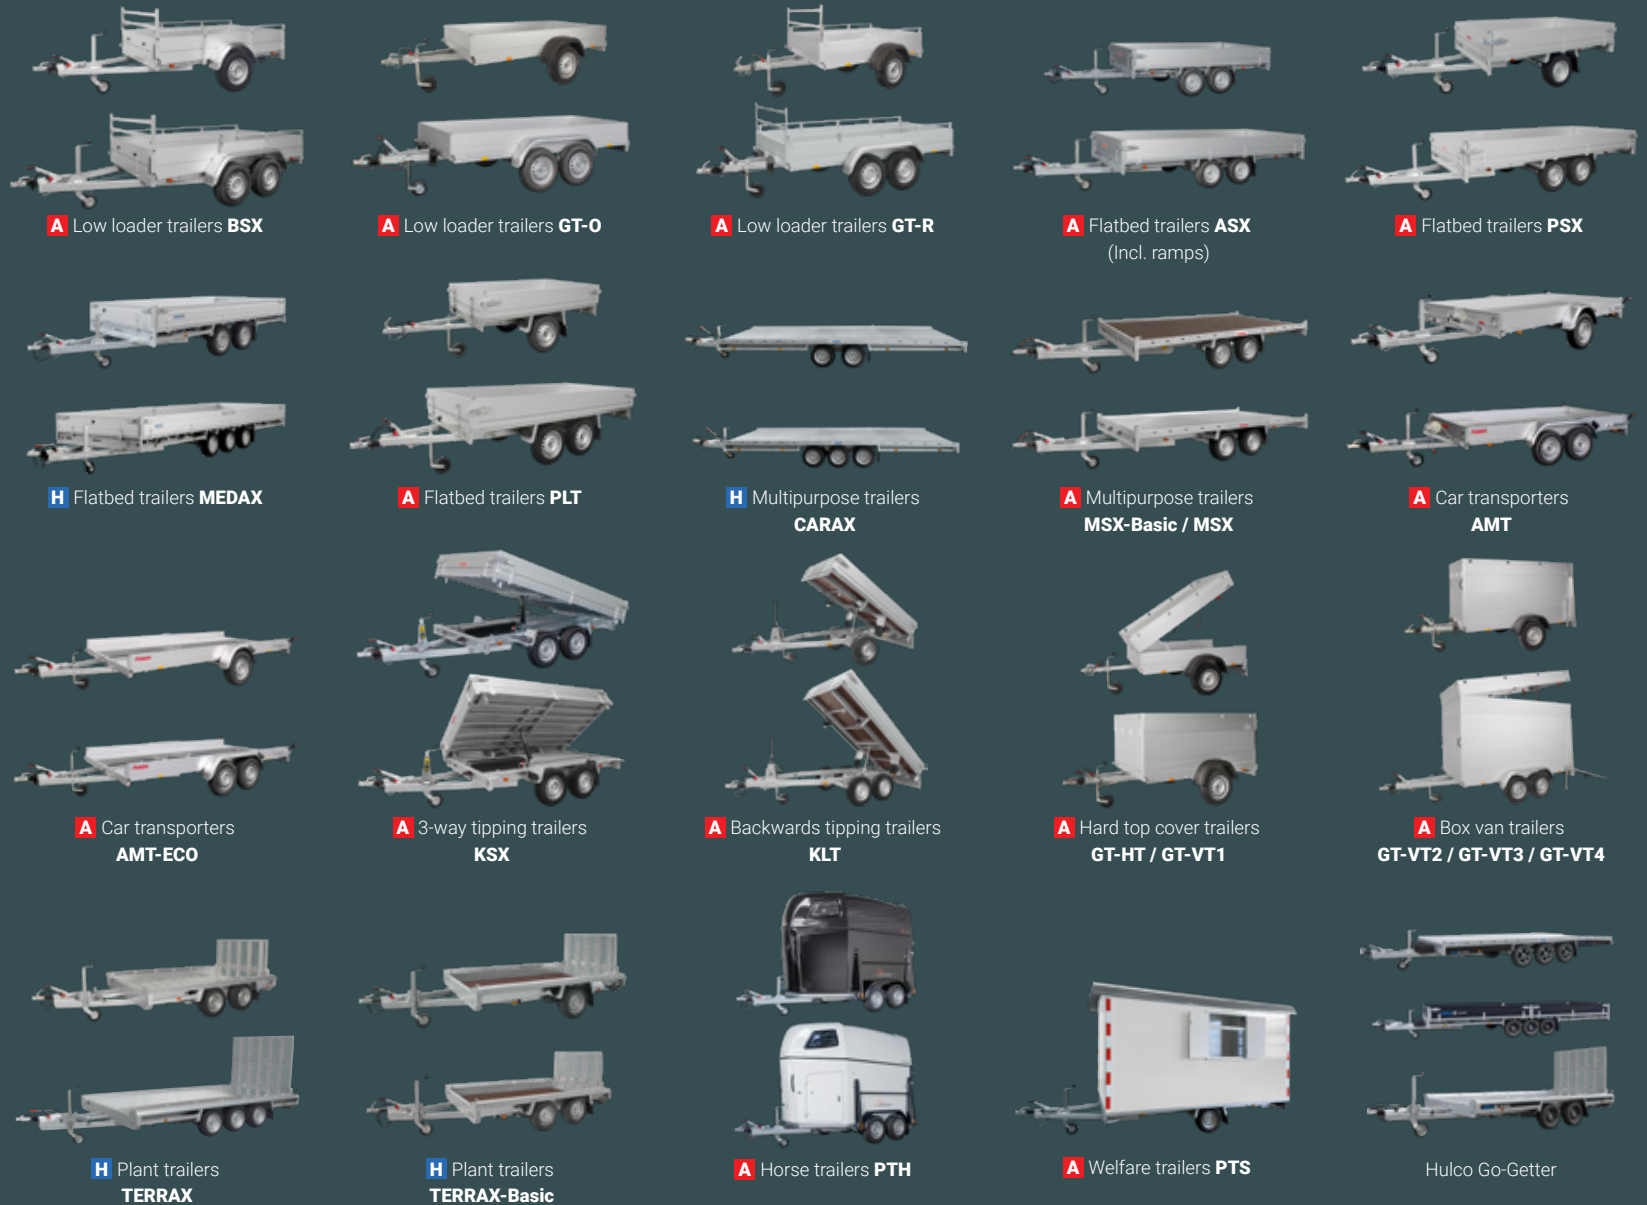 A Low loader trailers BSX
A Low loader trailers GT-O
A Low loader trailers GT-R
A Flatbed trailers ASX
(Incl. ramps)
A Flatbed trailers PSX
H Flatbed trailers MEDAX
A Flatbed trailers PLT
H Multipurpose trailers
CARAX
A Multipurpose trailers
MSX-Basic / MSX
A Car transporters
AMT
A Car transporters
AMT-ECO
A 3-way tipping trailers
KSX
A Backwards tipping trailers
KLT
A Hard top cover trailers
GT-HT / GT-VT1
A Box van trailers
GT-VT2 / GT-VT3 / GT-VT4
H Plant trailers
TERRAX
H Plant trailers
TERRAX-Basic
A Horse trailers PTH
A Welfare trailers PTS
Hulco Go-Getter